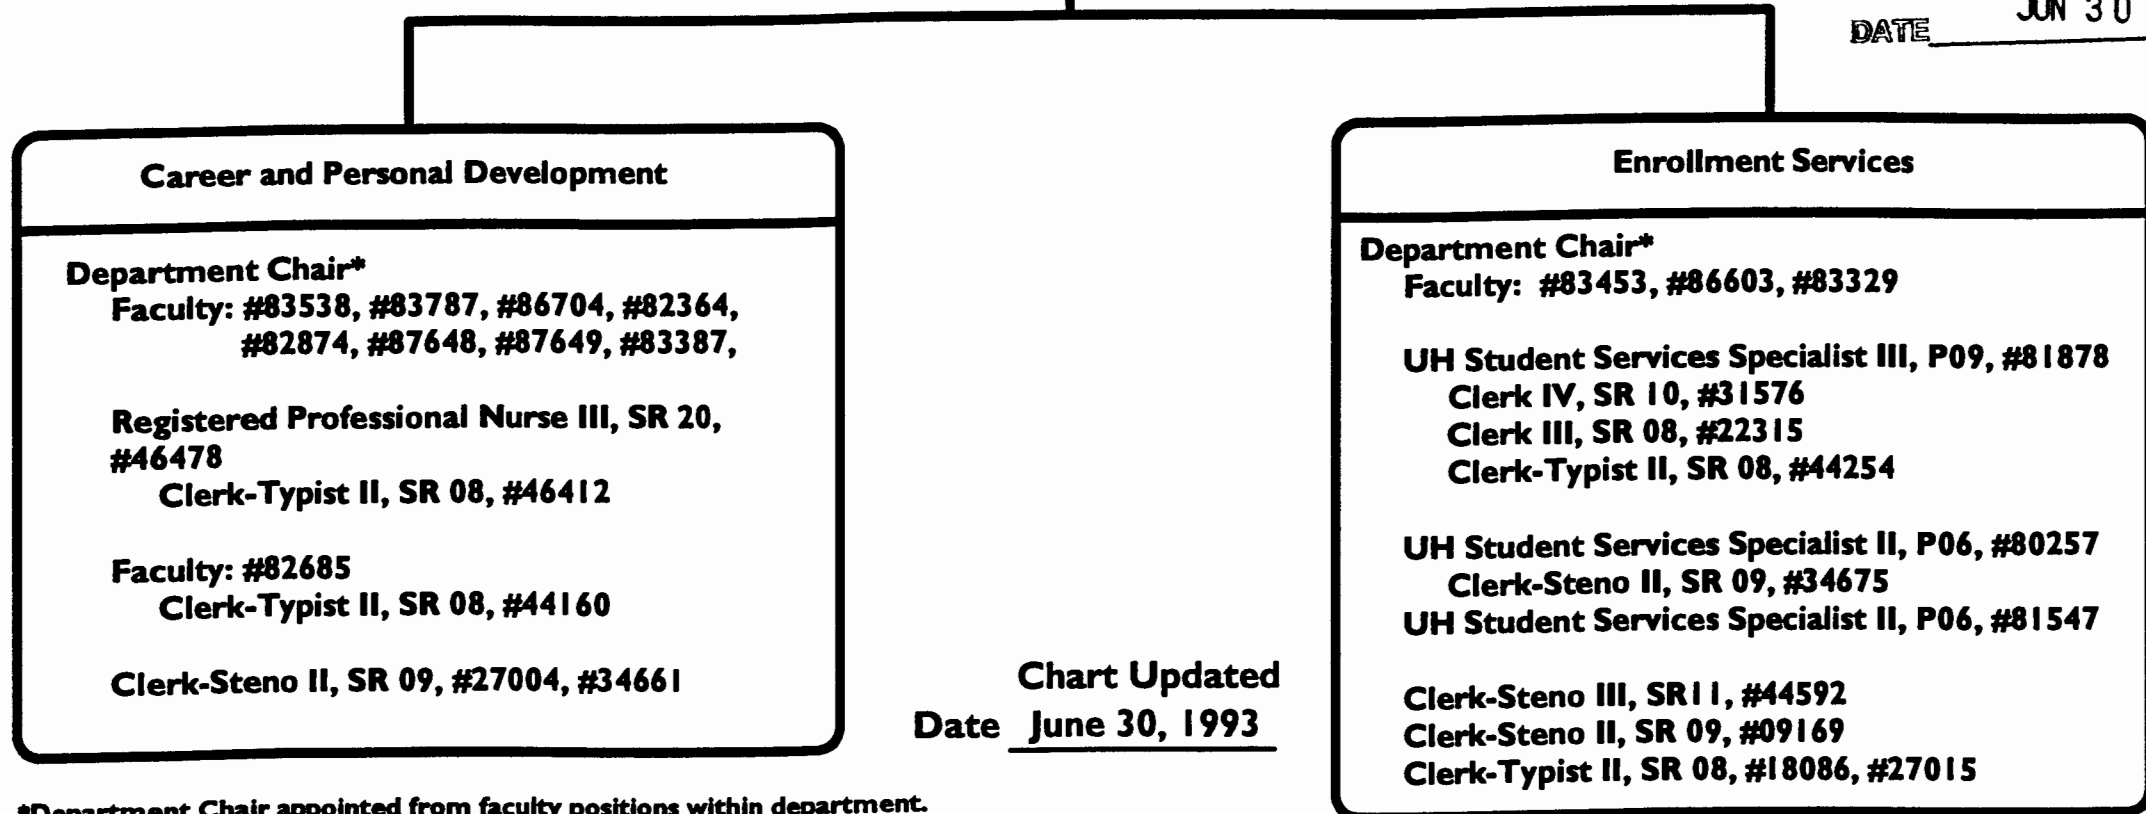 DATE JUN 30
Career and Personal Development
Department Chair*
Faculty: #83538, #83787, #86704, #82364,
#82874, #87648, #87649, #83387,
Registered Professional Nurse III, SR 20,
#46478
Clerk-Typist II, SR 08, #46412
Faculty: #82685
Clerk-Typist II, SR 08, #44160
Clerk-Steno II, SR 09, #27004, #34661
Chart Updated
Date June 30, 1993
Enrollment Services
Department Chair*
Faculty: #83453, #86603, #83329
UH Student Services Specialist III, P09, #81878
Clerk IV, SR 10, #31576
Clerk III, SR 08, #22315
Clerk-Typist II, SR 08, #44254
UH Student Services Specialist II, P06, #80257
Clerk-Steno II, SR 09, #34675
UH Student Services Specialist II, P06, #81547
Clerk-Steno III, SR11, #44592
Clerk-Steno II, SR 09, #09169
Clerk-Typist II, SR 08, #18086, #27015
*Department Chair appointed from faculty positions within department.